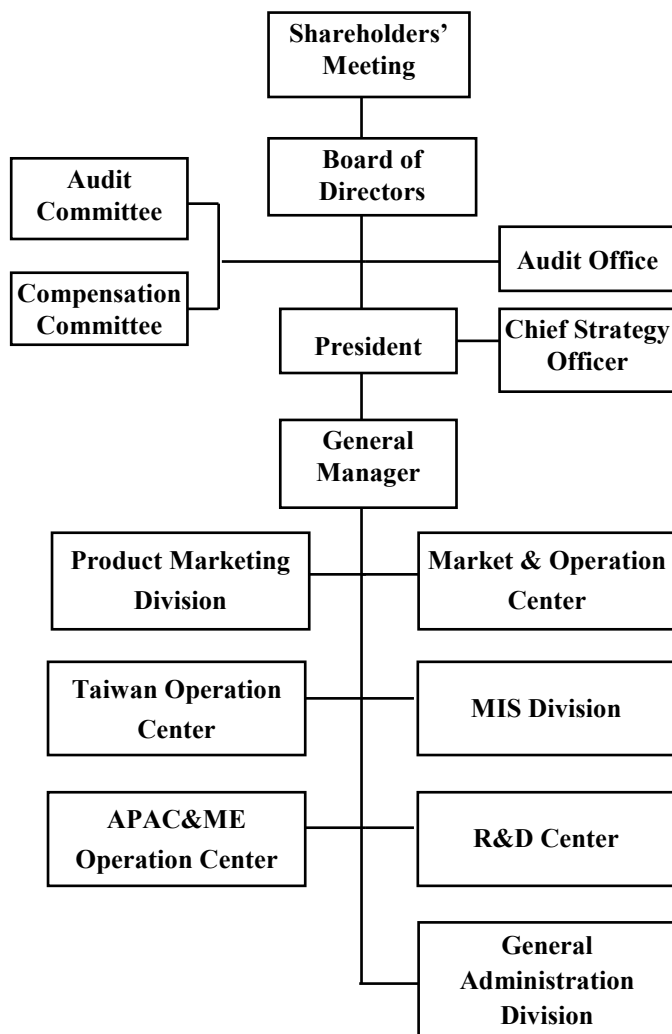 Shareholders’
Meeting
Board of
Directors
Audit
Committee
Audit Office
Compensation
Committee
President
Chief Strategy
Officer
General
Manager
Product Marketing
Division
Market & Operation
Center
Taiwan Operation
Center
MIS Division
APAC&ME
Operation Center
R&D Center
General
Administration
Division